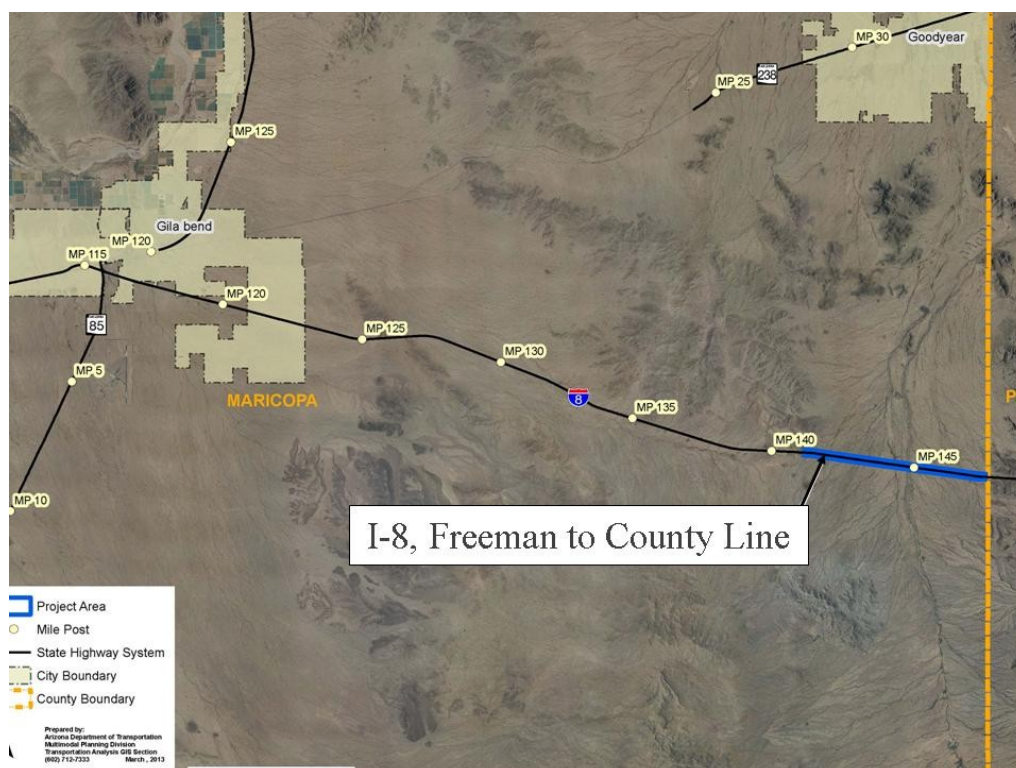 MP 30
Goodyear
238
MP 25
MP 125
Gila bend
MP 120
MP 115
MP 120
85
MP 125
MP 130
MP 5
MARICOPA
8
MP 135
P
MP 140
MP 145
MP 10
I-8, Freeman to County Line
Project Area
Mile Post
State Highway System
City Boundary
County Boundary
Prepared by:
Arizona Department of Transportation
Multimodal Planning Division
Transportation Analysis GIS Section
(602) 712-7333 March , 2013